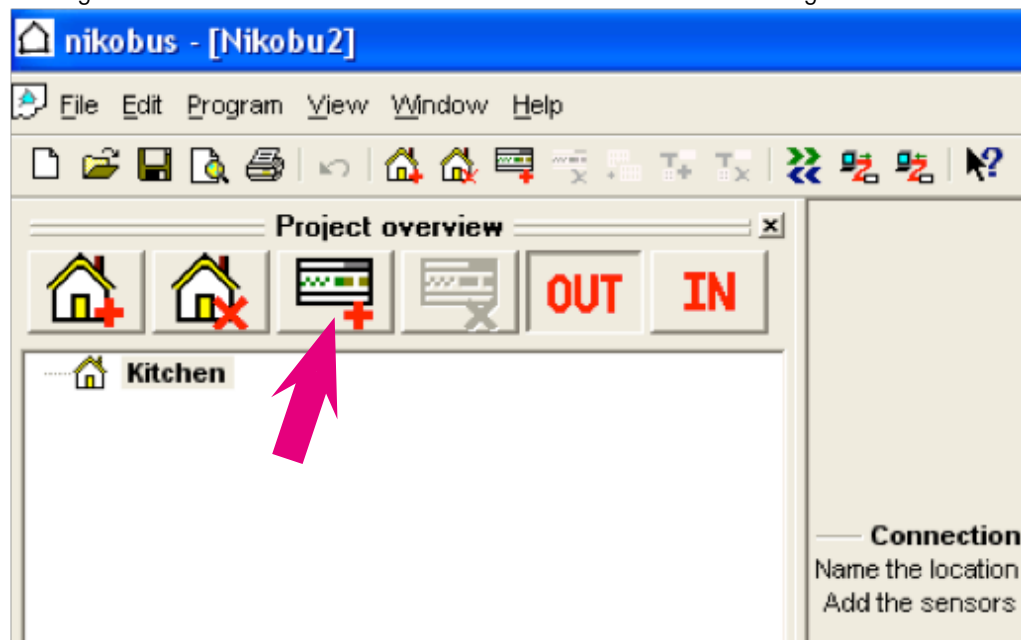 nikobus - [Nikobu2]
File Edit Program View Window Help
Project overview
OUT IN
Kitchen
Connection
Name the location
Add the sensors